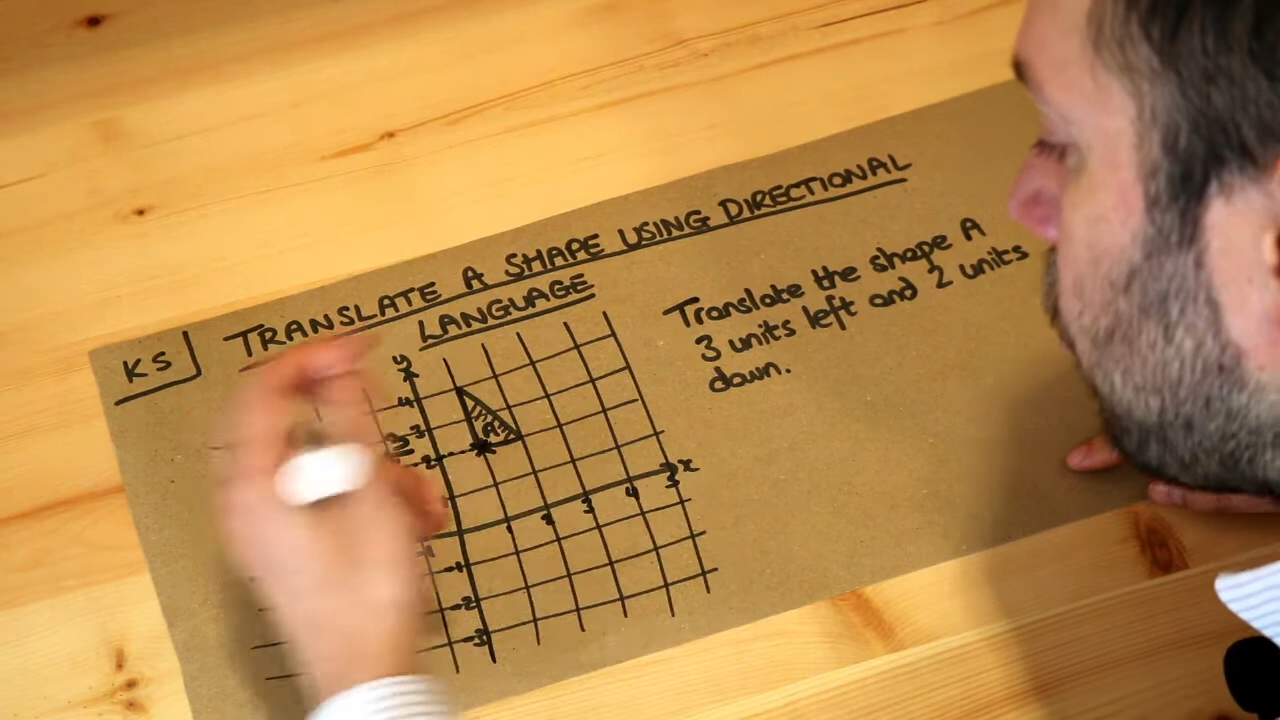 KS
TRANSLATE A SHAPE USING DIRECTIONAL
LANGUAGE
Translate the shape A
3 units left and 2 units
down.
y
4
3
2
A
x
1 2 3 4 5
-1
-1
-2
-3